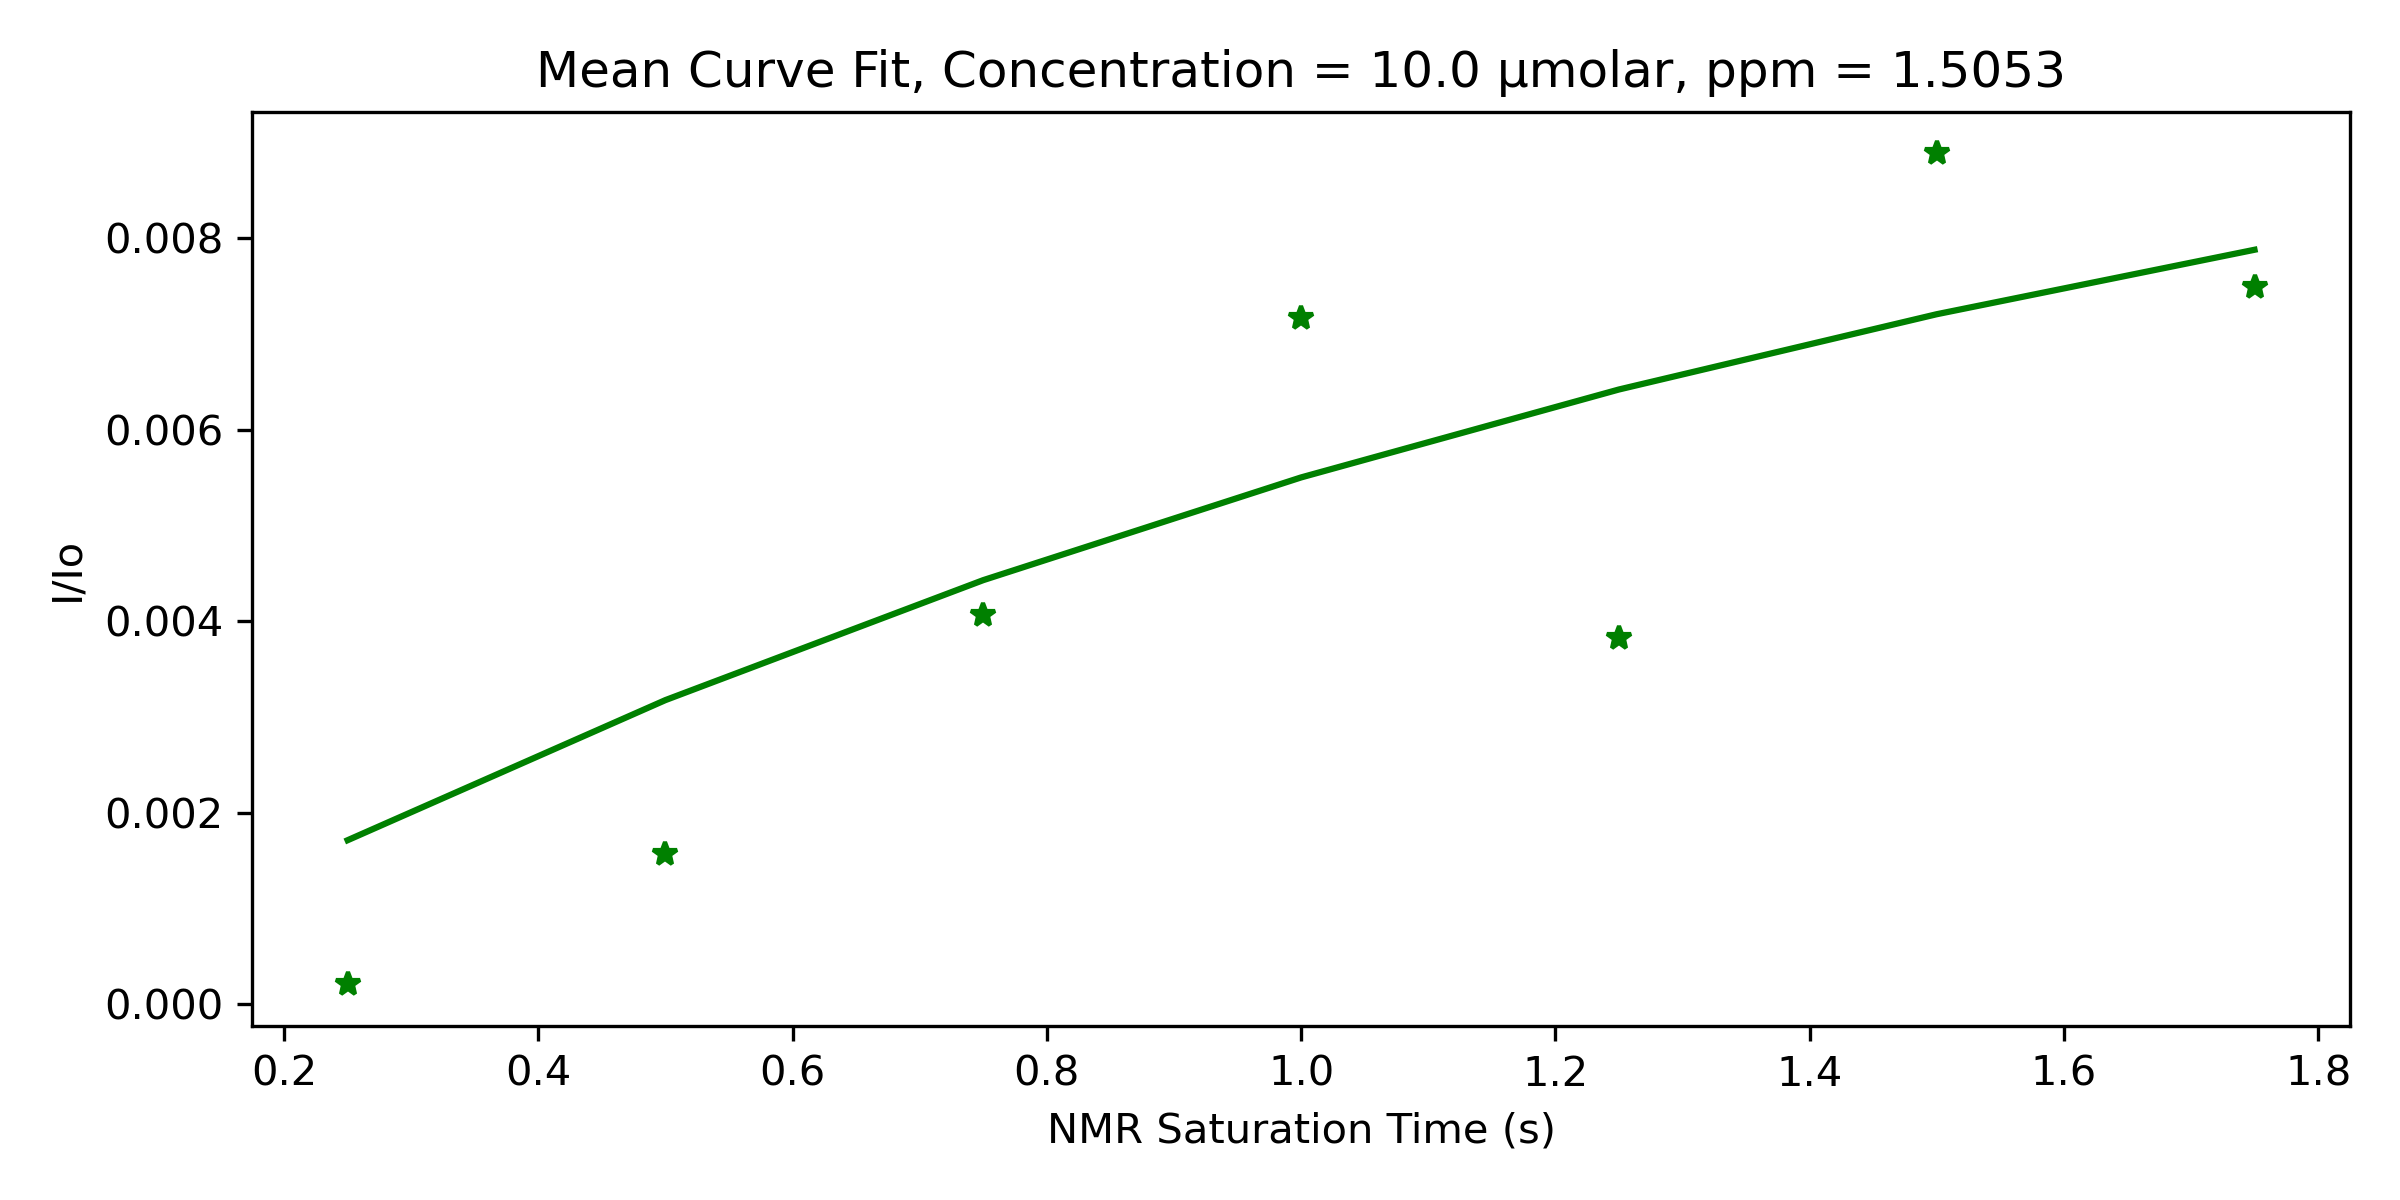 Mean Curve Fit, Concentration = 10.0 µmolar, ppm = 1.5053
I/Io
0.008
0.006
0.004
0.002
0.000
0.2 0.4 0.6 0.8 1.0 1.2 1.4 1.6 1.8
NMR Saturation Time (s)